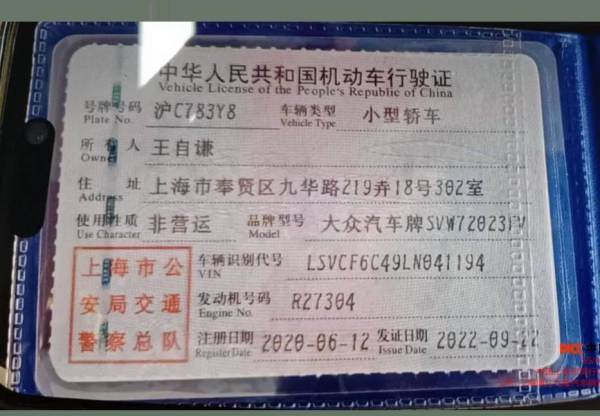 中华人民共和国机动车行驶证
Vehicle License of the People's Republic of China
号牌号码 沪C783Y8 车辆类型 小型轿车
Plate No. Vehicle Type
所有人 王自谦
Owner
住 址 上海市奉贤区九华路219弄18号302室
Address
使用性质 非营运 品牌型号 大众汽车牌SVW72023FV
Use Character Model
上海市公
安局交通
警察总队
车辆识别代号 LSVCF6C49LN041194
VIN
发动机号码 R27304
Engine No.
注册日期 2020-06-12 发证日期 2022-09-22
Register Date Issue Date